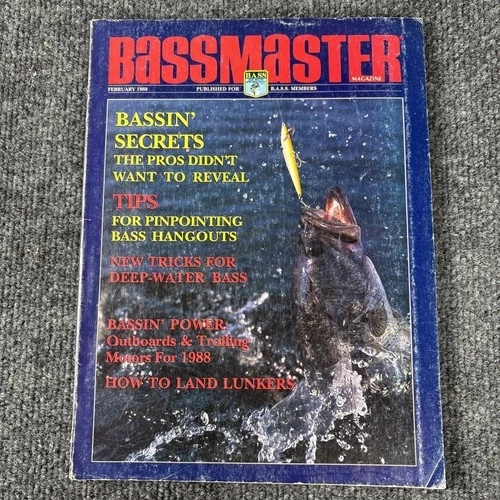 BASSMASTER
MAGAZINE
FEBRUARY 1988 PUBLISHED FOR B.A.S.S. MEMBERS
BASS
BASSIN'
SECRETS
THE PROS DIDN'T
WANT TO REVEAL
TIPS
FOR PINPOINTING
BASS HANGOUTS
NEW TRICKS FOR
DEEP-WATER BASS
BASSIN' POWER:
Outboards & Trolling
Motors For 1988
HOW TO LAND LUNKERS